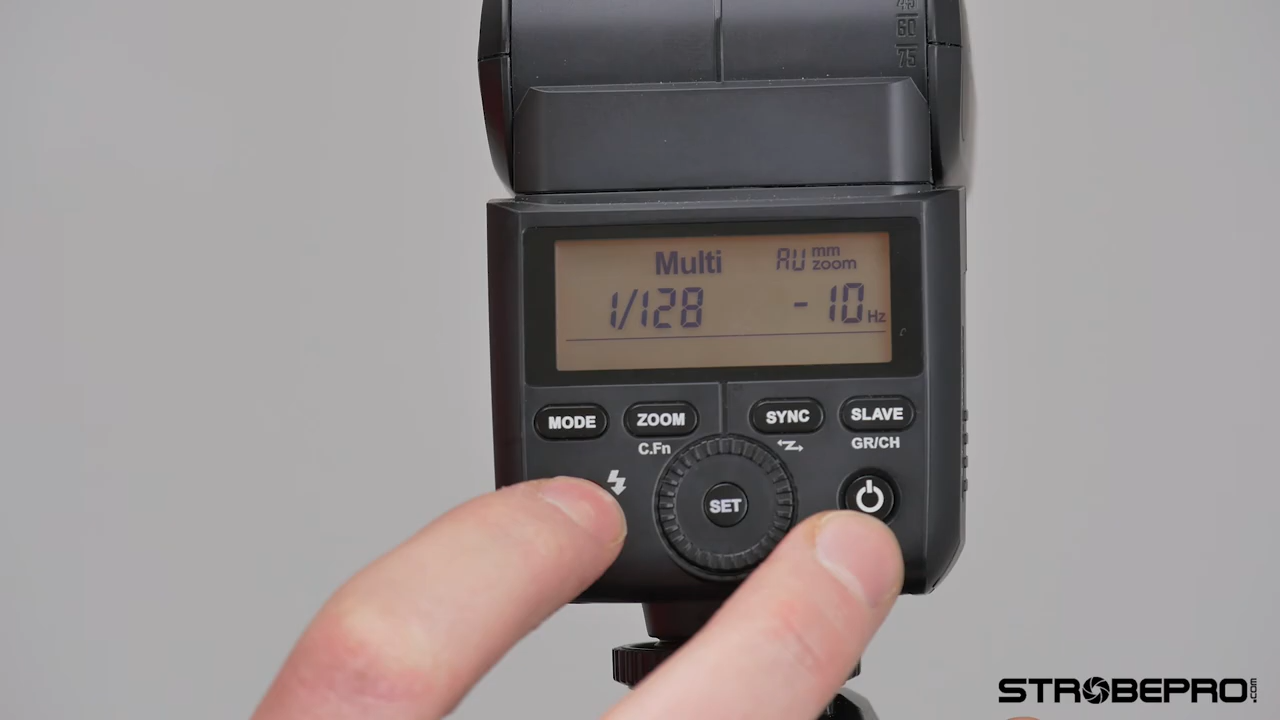 45
60
75
Multi AU mm zoom
1/128 -10 Hz
MODE ZOOM SYNC SLAVE
C.Fn GR/CH
SET
STROBEPRO.com